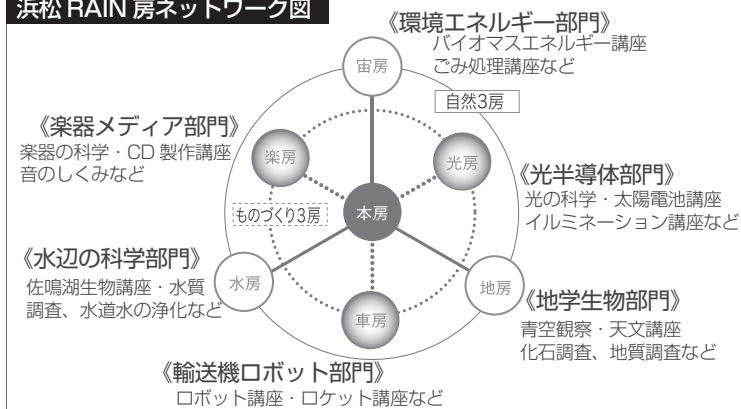 浜松 RAIN 房ネットワーク図
《環境エネルギー部門》
バイオマスエネルギー講座
ごみ処理講座など
宙房
自然3房
《楽器メディア部門》
楽器の科学・CD 製作講座
音のしくみなど
楽房
光房
《光半導体部門》
光の科学・太陽電池講座
イルミネーション講座など
ものづくり3房
本房
《水辺の科学部門》
佐鳴湖生物講座・水質
調査、水道水の浄化など
水房
地房
《地学生物部門》
青空観察・天文講座
化石調査、地質調査など
車房
《輸送機ロボット部門》
ロボット講座・ロケット講座など